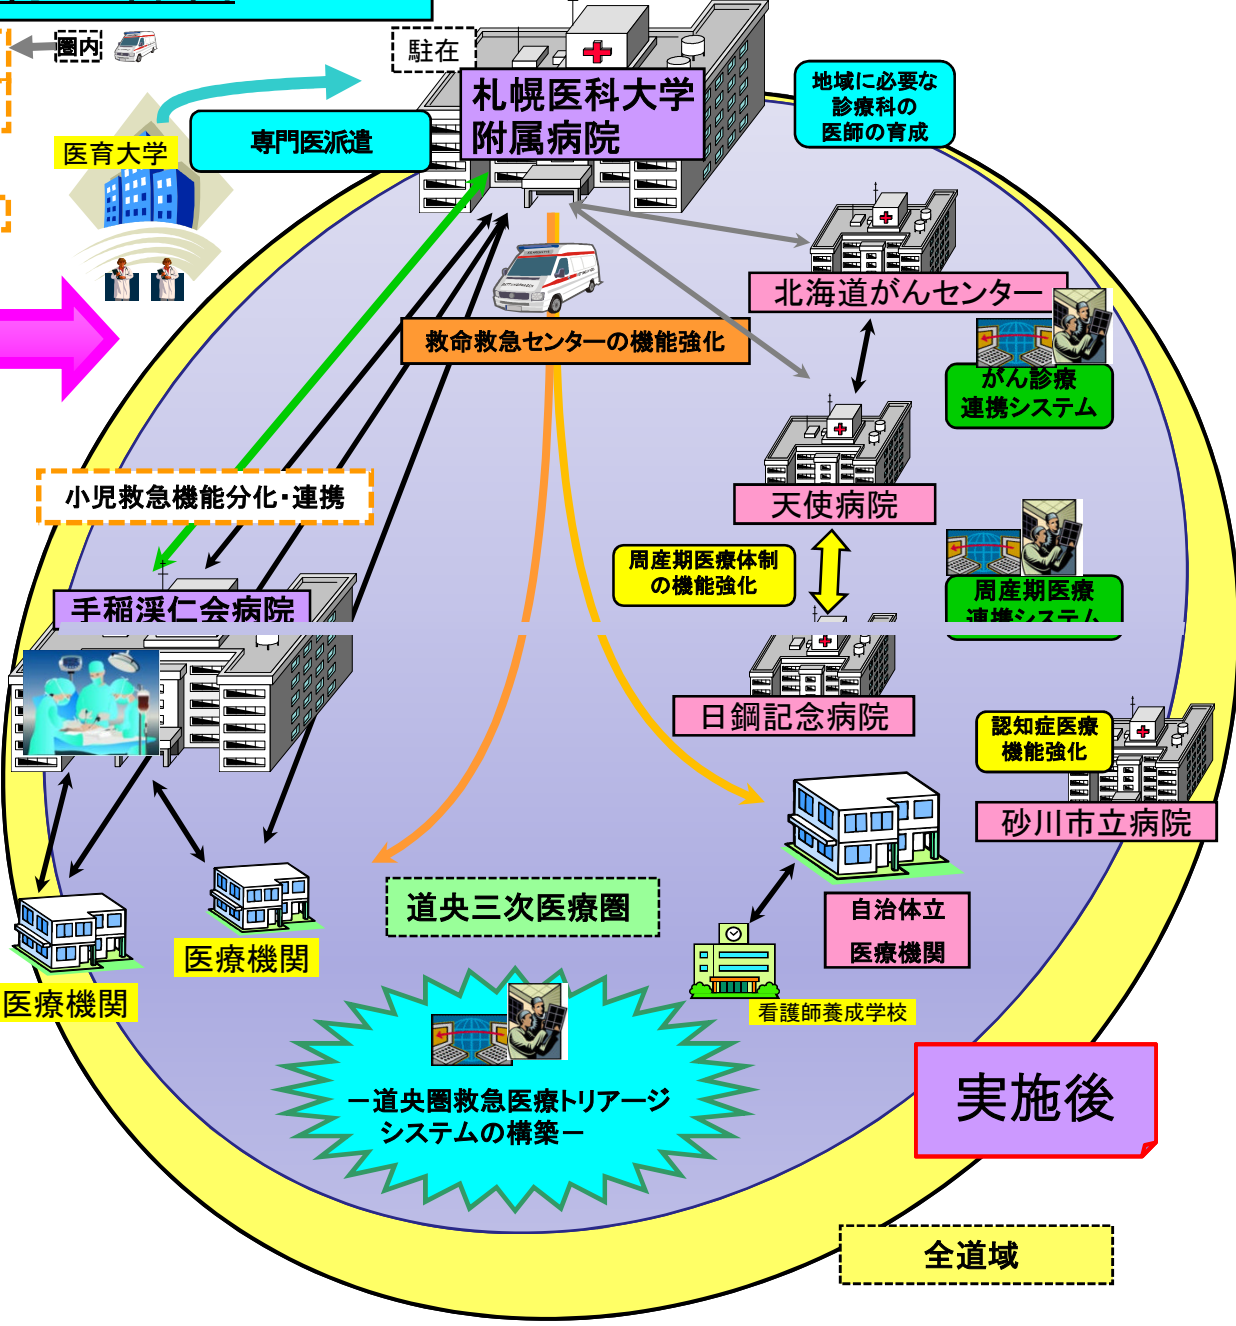 圏内
駐在
札幌医科大学
附属病院
地域に必要な
診療科の
医師の育成
医育大学
専門医派遣
北海道がんセンター
救命救急センターの機能強化
がん診療
連携システム
小児救急機能分化・連携
天使病院
周産期医療体制
の機能強化
周産期医療
連携システム
手稲渓仁会病院
日鋼記念病院
認知症医療
機能強化
砂川市立病院
道央三次医療圏
自治体立
医療機関
医療機関
医療機関
看護師養成学校
－道央圏救急医療トリアージ
システムの構築－
実施後
全道域